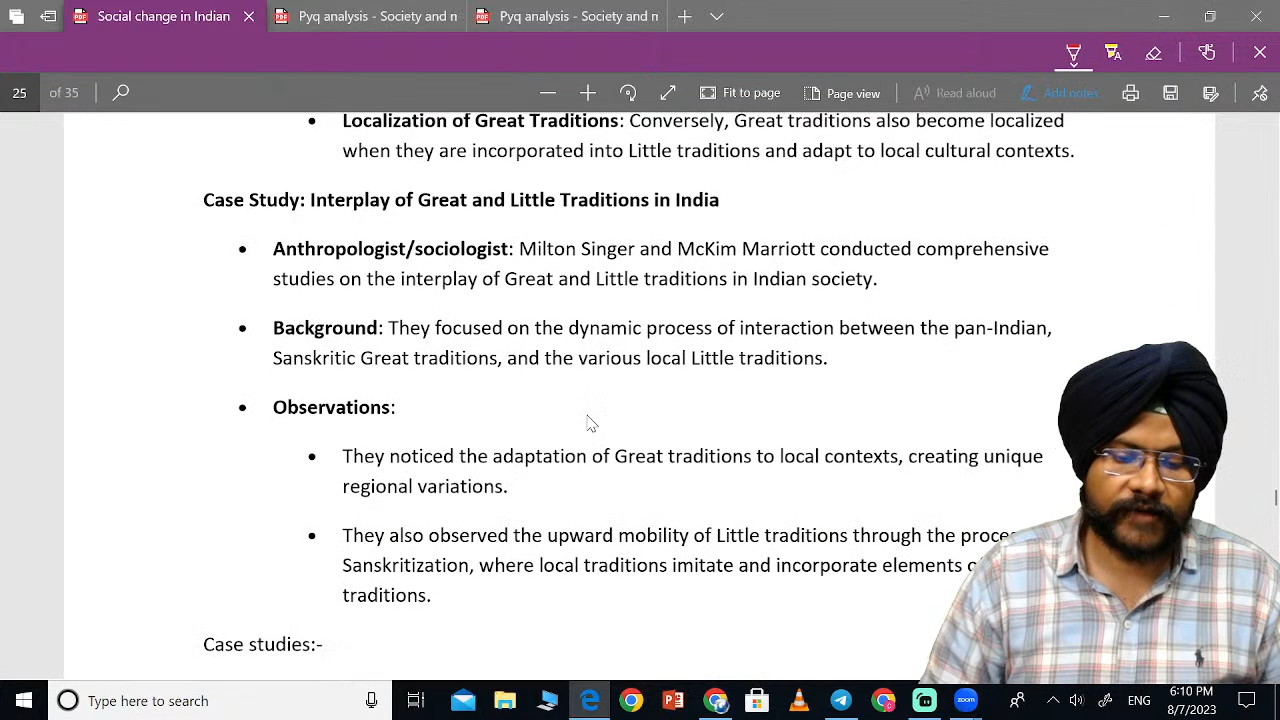 Social change in Indian
Pyq analysis - Society and n
Pyq analysis - Society and n
25 of 35
Fit to page
Page view
Read aloud
Add notes
Localization of Great Traditions: Conversely, Great traditions also become localized
when they are incorporated into Little traditions and adapt to local cultural contexts.
Case Study: Interplay of Great and Little Traditions in India
Anthropologist/sociologist: Milton Singer and McKim Marriott conducted comprehensive
studies on the interplay of Great and Little traditions in Indian society.
Background: They focused on the dynamic process of interaction between the pan-Indian,
Sanskritic Great traditions, and the various local Little traditions.
Observations:
They noticed the adaptation of Great traditions to local contexts, creating unique
regional variations.
They also observed the upward mobility of Little traditions through the
Sanskritization, where local traditions imitate and incorporate elements
traditions.
Case studies:-
Type here to search
ENG
6:10 PM
8/7/2023